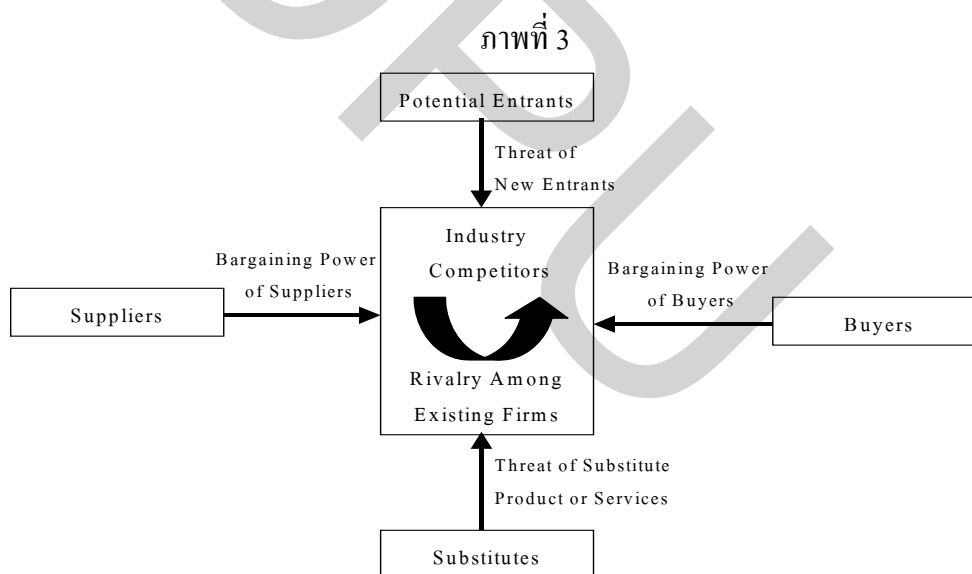 ภาพที่ 3
Potential Entrants
Threat of
New Entrants
Industry
Competitors
Bargaining Power
of Suppliers
Bargaining Power
of Buyers
Suppliers
Buyers
Rivalry Among
Existing Firms
Threat of Substitute
Product or Services
Substitutes